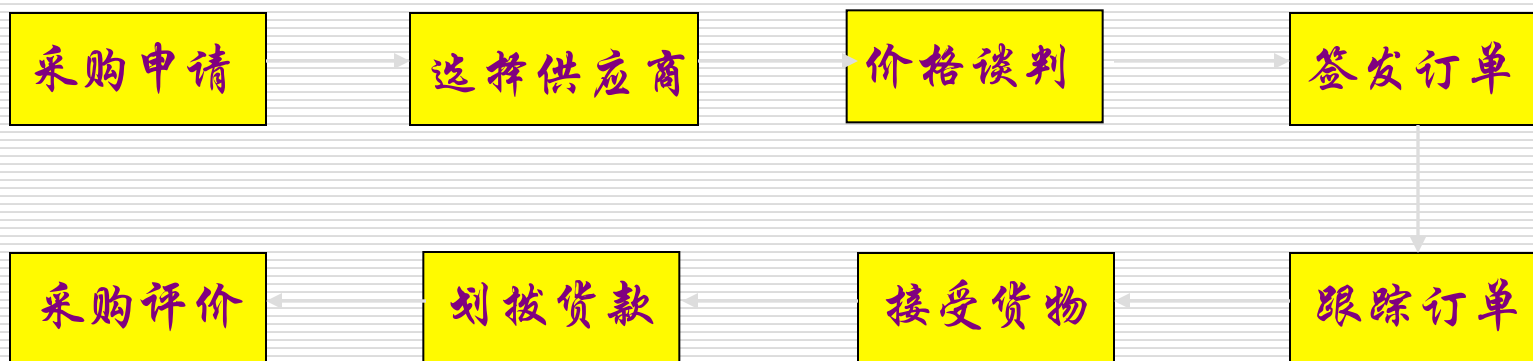 采购申请
选择供应商
价格谈判
签发订单
采购评价
划拨货款
接受货物
跟踪订单